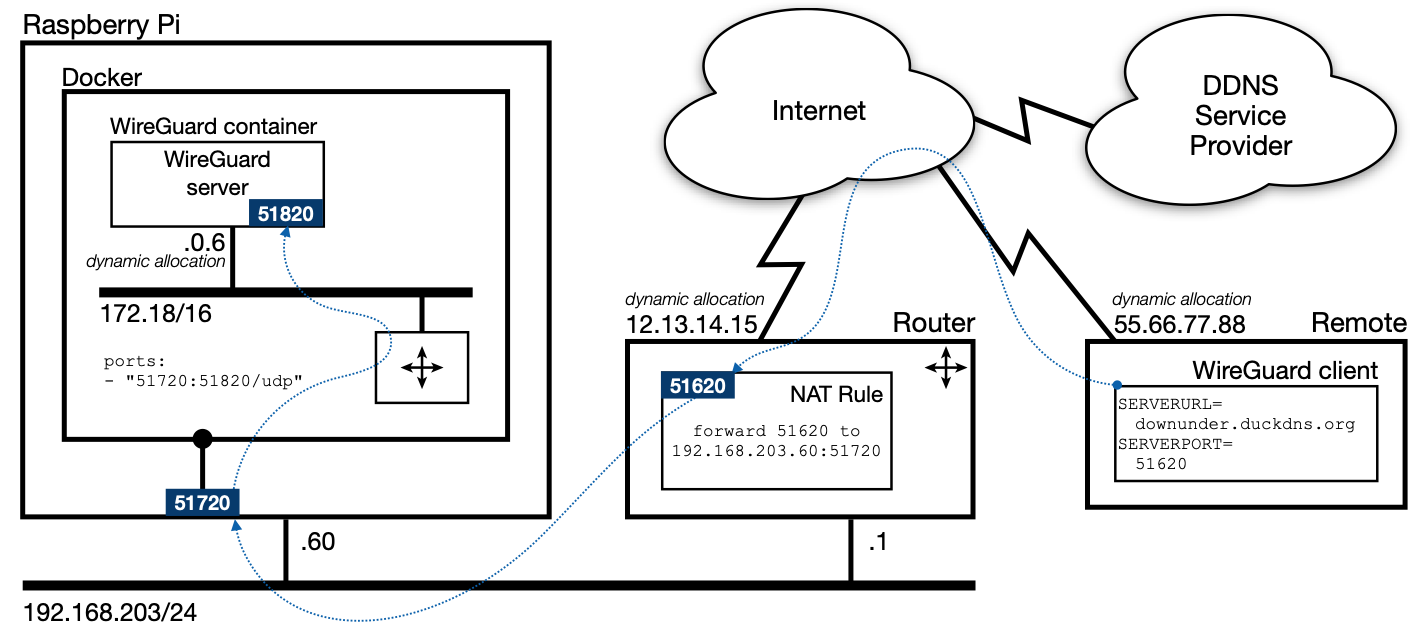 Raspberry Pi
Docker
WireGuard container
WireGuard
server
51820
.0.6
dynamic allocation
172.18/16
ports:
- "51720:51820/udp"
51720
.60
192.168.203/24
Internet
DDNS
Service
Provider
dynamic allocation
12.13.14.15
Router
51620
NAT Rule
forward 51620 to
192.168.203.60:51720
.1
dynamic allocation
55.66.77.88
Remote
WireGuard client
SERVERURL=
downunder.duckdns.org
SERVERPORT=
51620